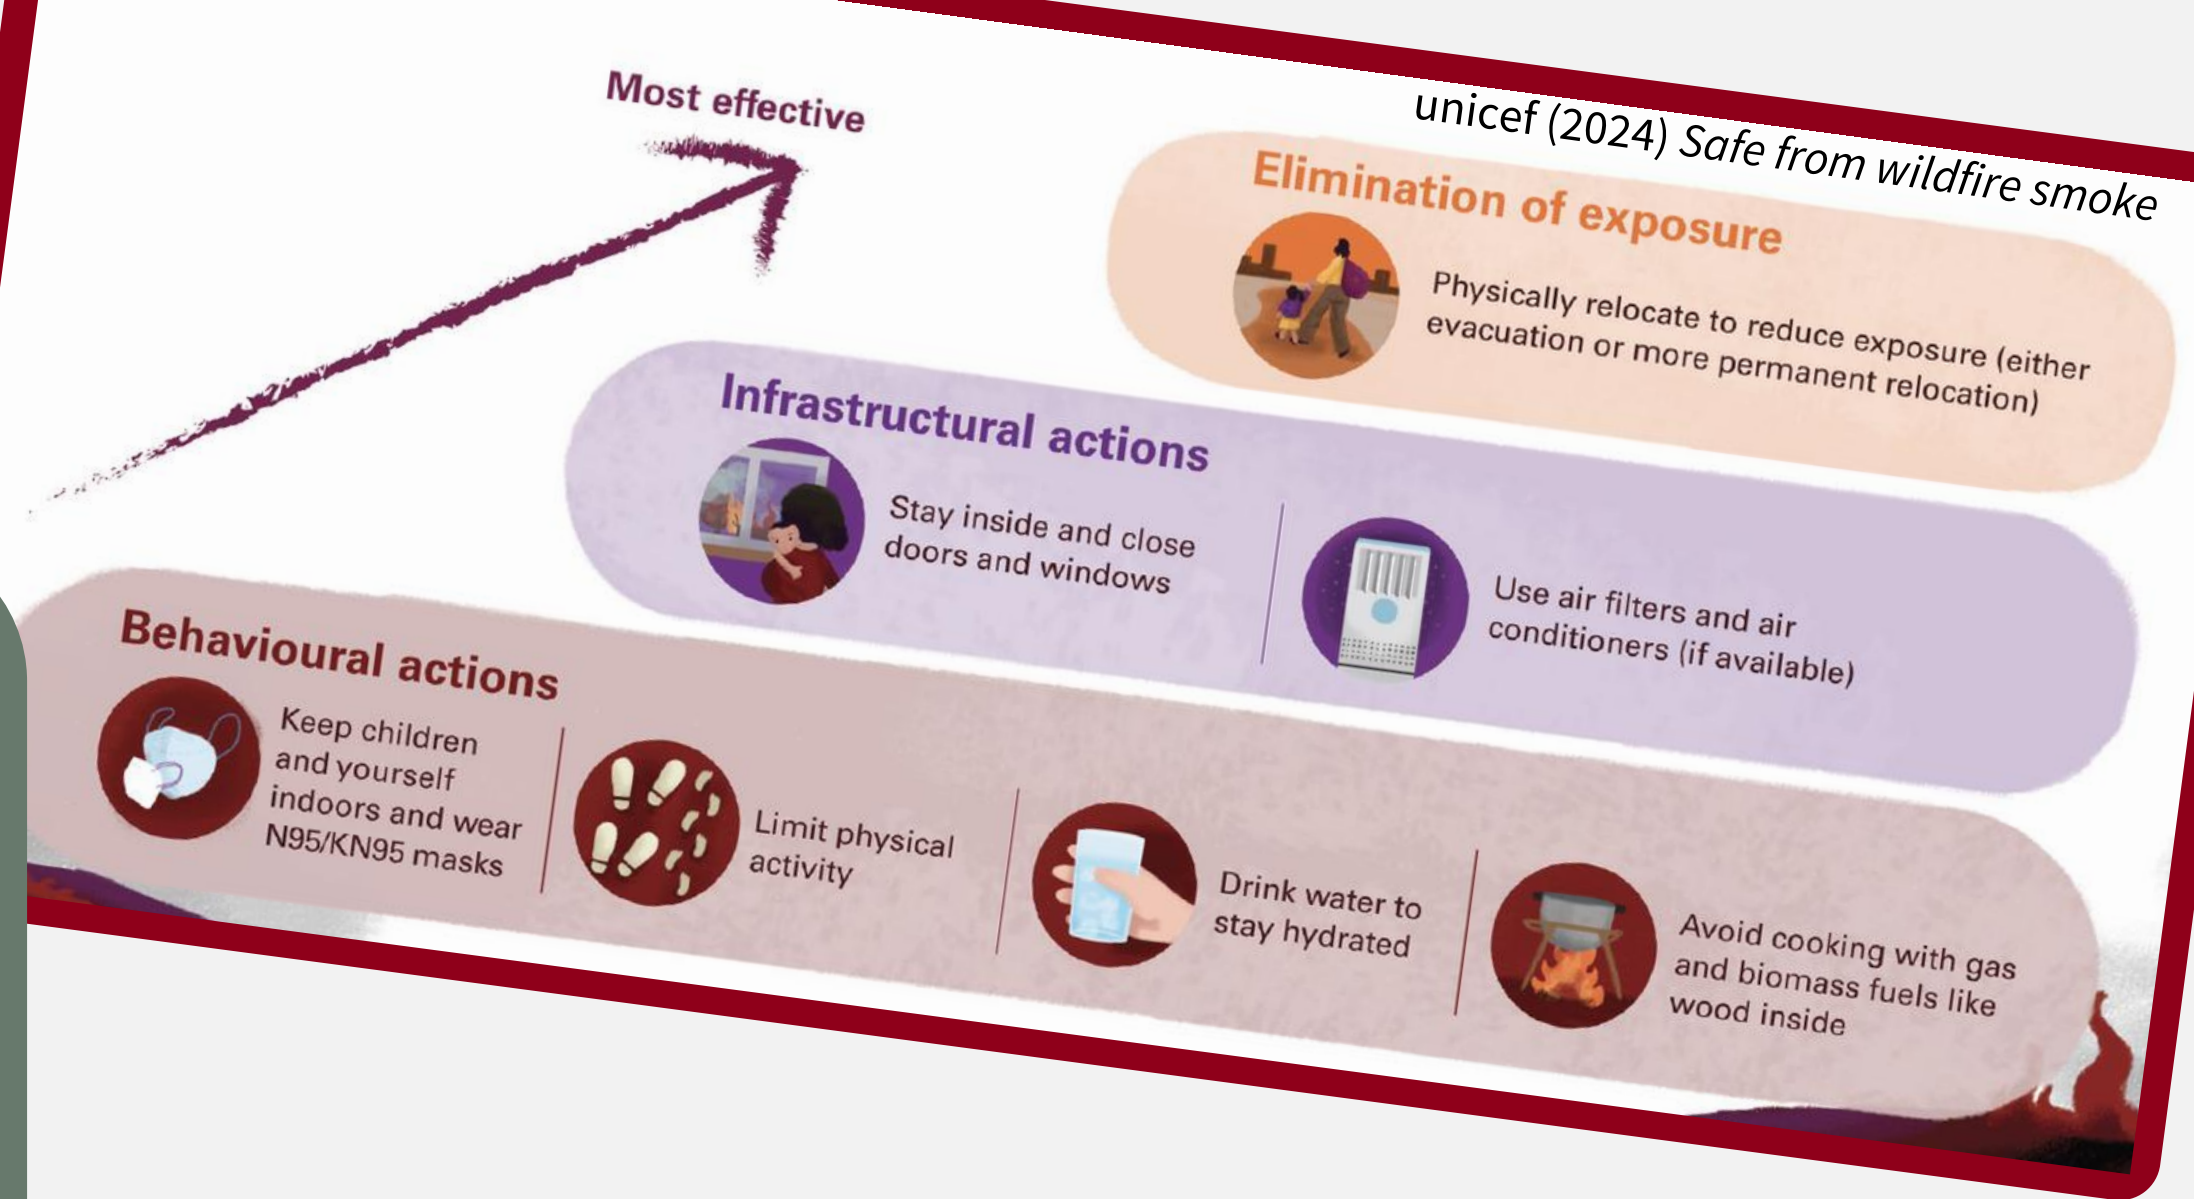 Most effective
unicef (2024) Safe from wildfire smoke
Elimination of exposure
Physically relocate to reduce exposure (either
evacuation or more permanent relocation)
Infrastructural actions
Stay inside and close
doors and windows
Use air filters and air
conditioners (if available)
Behavioural actions
Keep children
and yourself
indoors and wear
N95/KN95 masks
Limit physical
activity
Drink water to
stay hydrated
Avoid cooking with gas
and biomass fuels like
wood inside